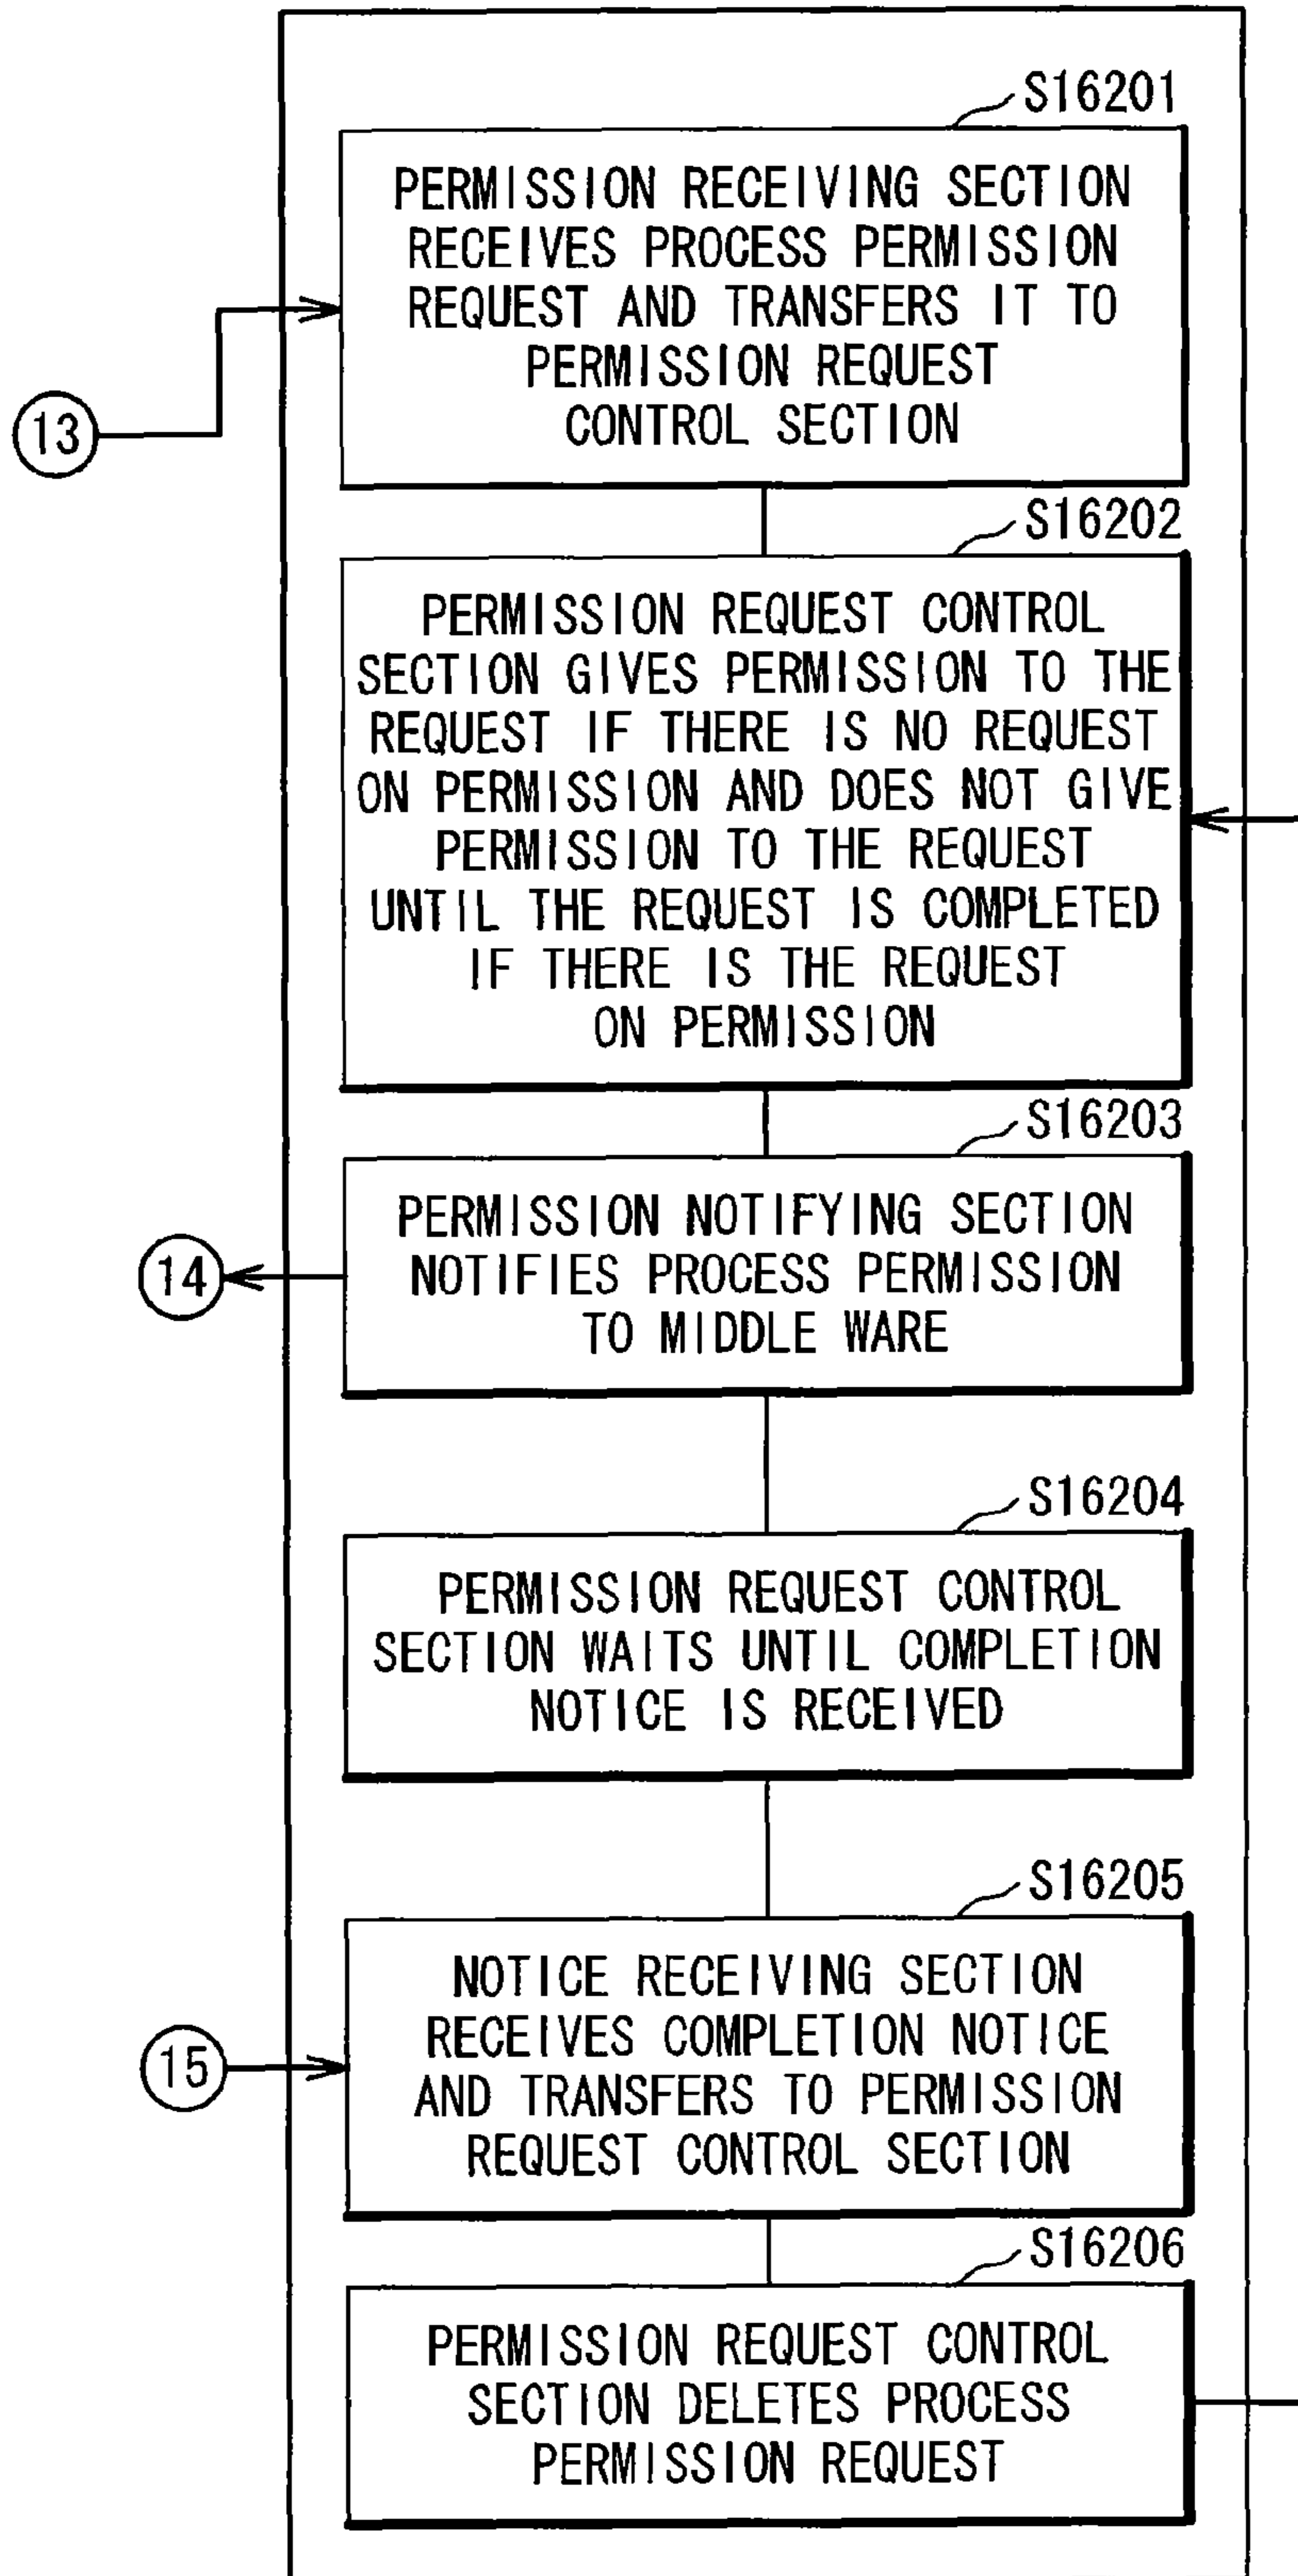 S16201
PERMISSION RECEIVING SECTION
RECEIVES PROCESS PERMISSION
REQUEST AND TRANSFERS IT TO
PERMISSION REQUEST
CONTROL SECTION
13
S16202
PERMISSION REQUEST CONTROL
SECTION GIVES PERMISSION TO THE
REQUEST IF THERE IS NO REQUEST
ON PERMISSION AND DOES NOT GIVE
PERMISSION TO THE REQUEST
UNTIL THE REQUEST IS COMPLETED
IF THERE IS THE REQUEST
ON PERMISSION
S16203
PERMISSION NOTIFYING SECTION
NOTIFIES PROCESS PERMISSION
TO MIDDLE WARE
14
S16204
PERMISSION REQUEST CONTROL
SECTION WAITS UNTIL COMPLETION
NOTICE IS RECEIVED
S16205
NOTICE RECEIVING SECTION
RECEIVES COMPLETION NOTICE
AND TRANSFERS TO PERMISSION
REQUEST CONTROL SECTION
15
S16206
PERMISSION REQUEST CONTROL
SECTION DELETES PROCESS
PERMISSION REQUEST